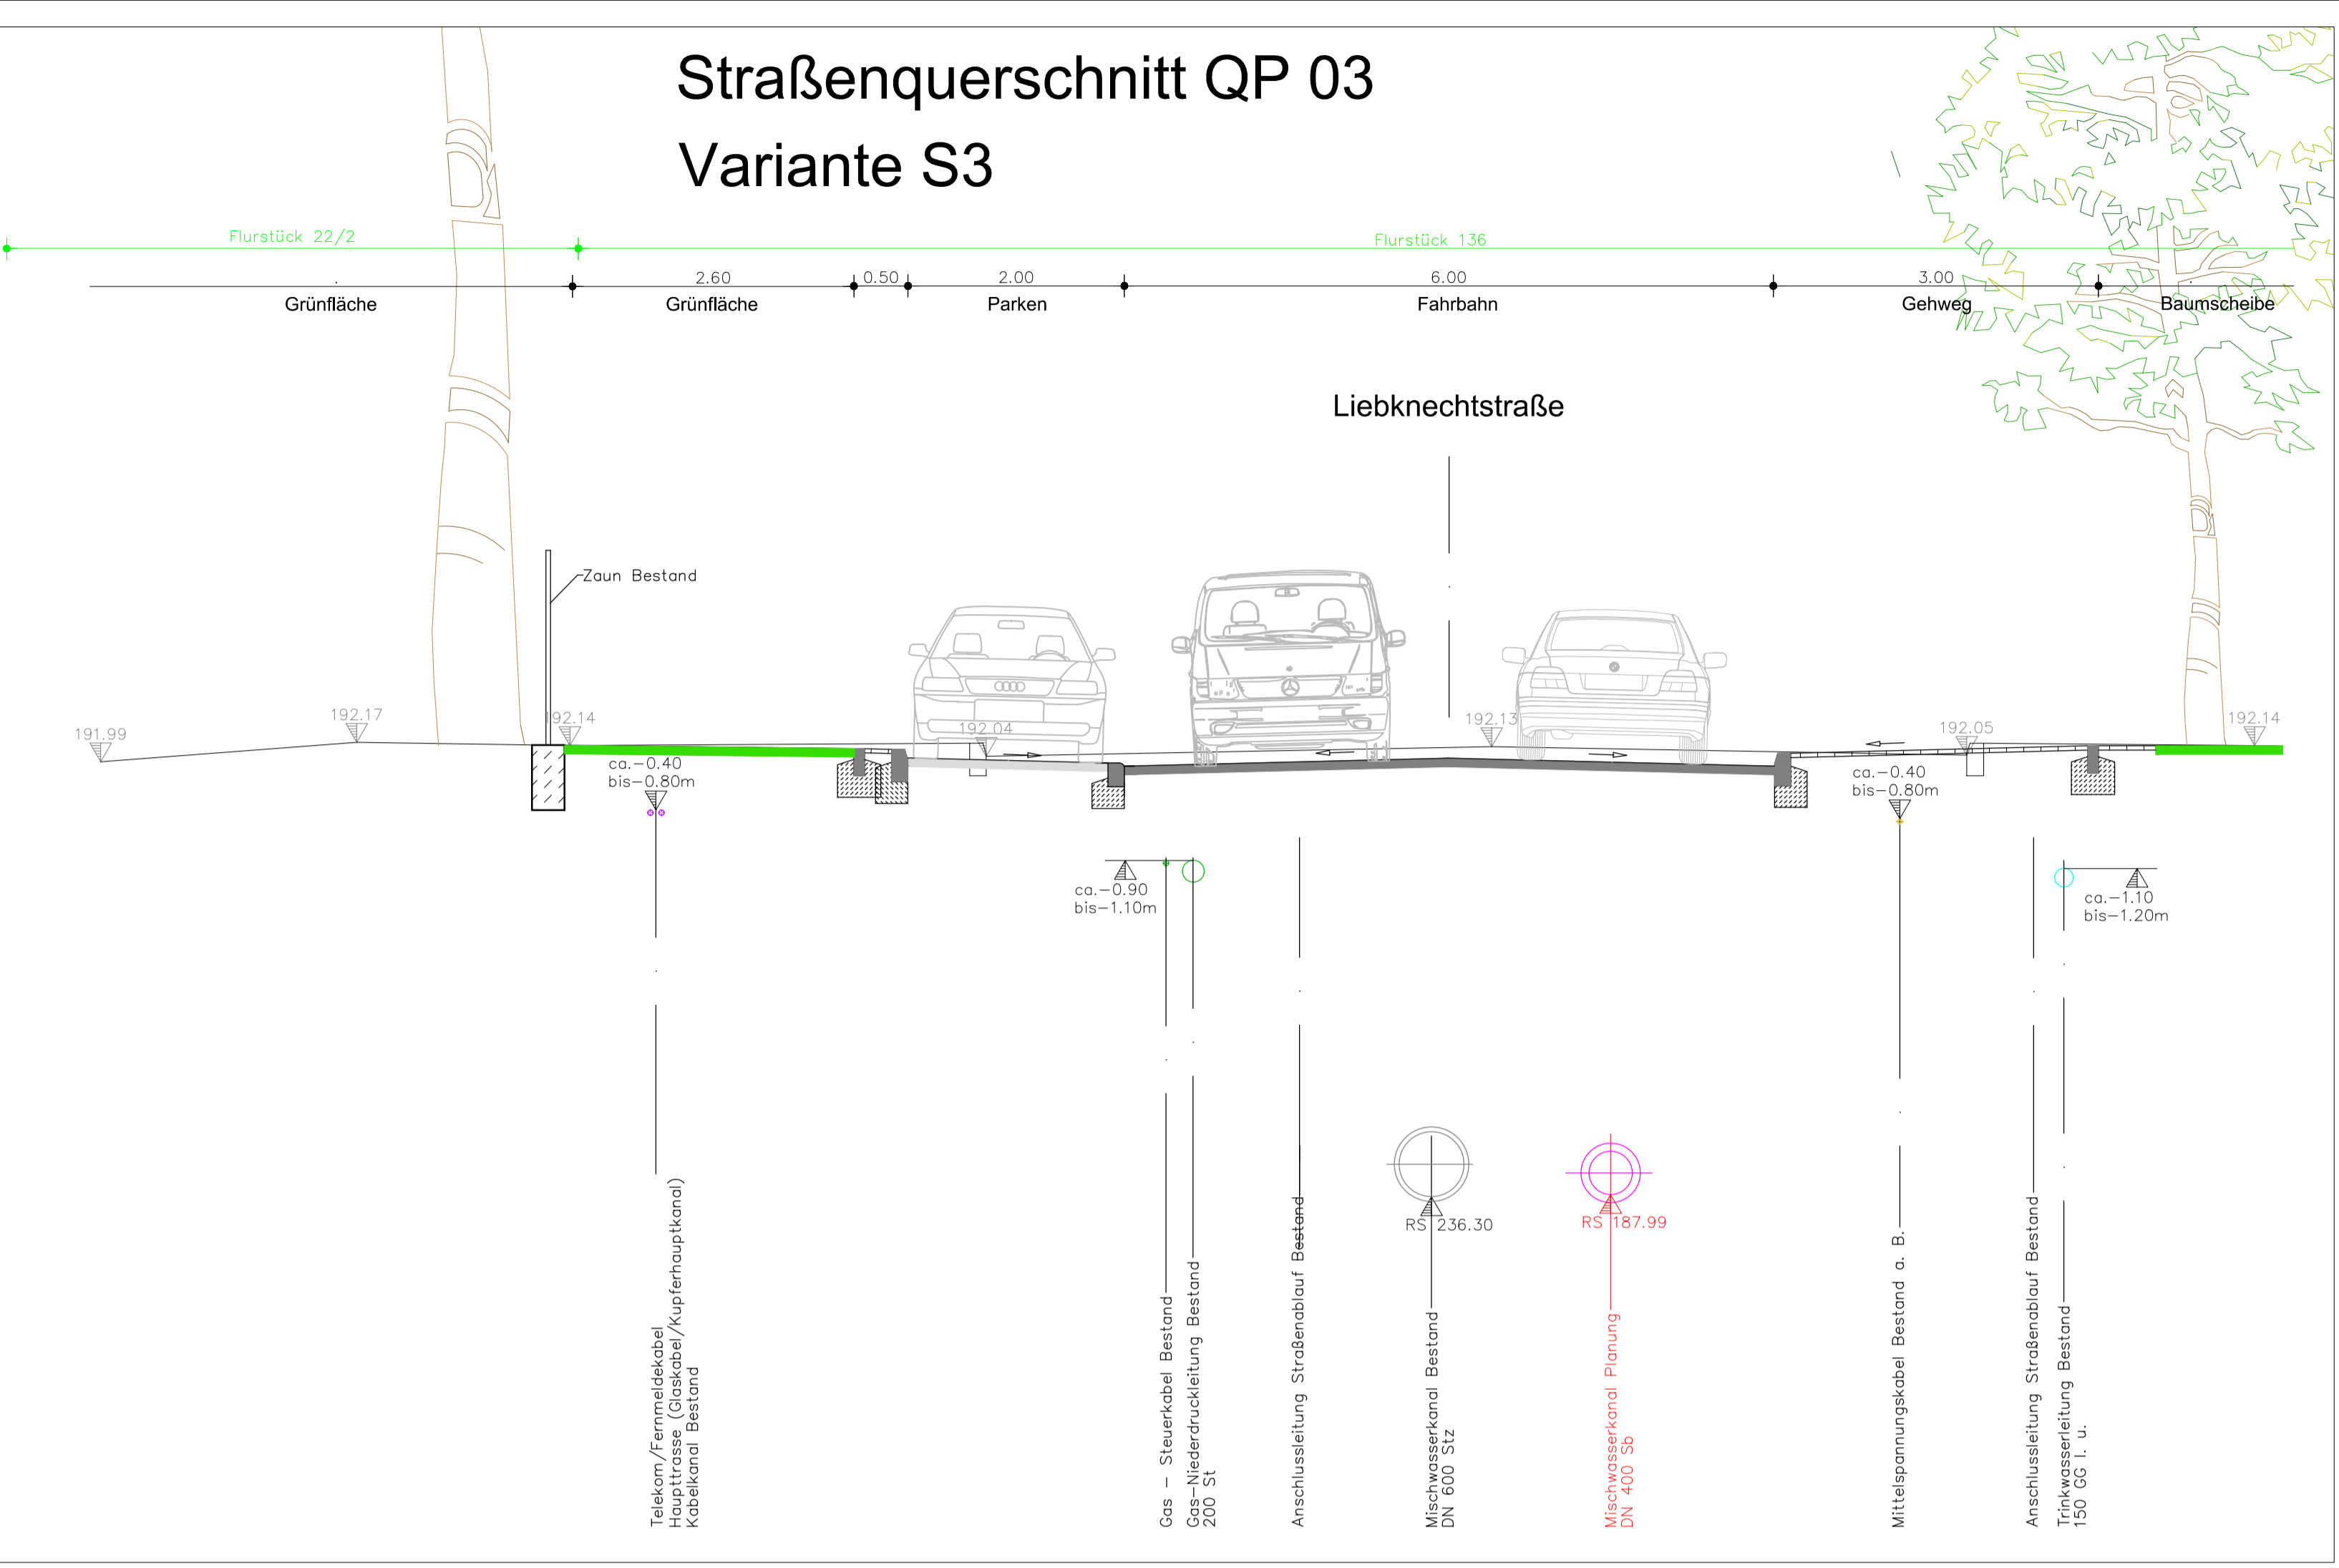 Straßenquerschnitt QP 03
Variante S3
Flurstück 22/2
Flurstück 136
2.60
0.50
2.00
6.00
3.00
Grünfläche
Grünfläche
Parken
Fahrbahn
Gehweg
Baumscheibe
Liebknechtstraße
Zaun Bestand
191.99
192.17
192.14
192.04
192.13
192.05
192.14
ca.-0.40
bis-0.80m
ca.-0.40
bis-0.80m
ca.-0.90
bis-1.10m
ca.-1.10
bis-1.20m
RS 236.30
RS 187.99
Telekom/Fernmeldekabel
Haupttrasse (Glaskabel/Kupferhauptkanal)
Kabelkanal Bestand
Gas - Steuerkabel Bestand
Gas-Niederdruckleitung Bestand
200 St
Anschlussleitung Straßenablauf Bestand
Mischwasserkanal Bestand
DN 600 Stz
Mischwasserkanal Planung
DN 400 Sb
Mittelspannungskabel Bestand a. B.
Anschlussleitung Straßenablauf Bestand
Trinkwasserleitung Bestand
150 GG l. u.